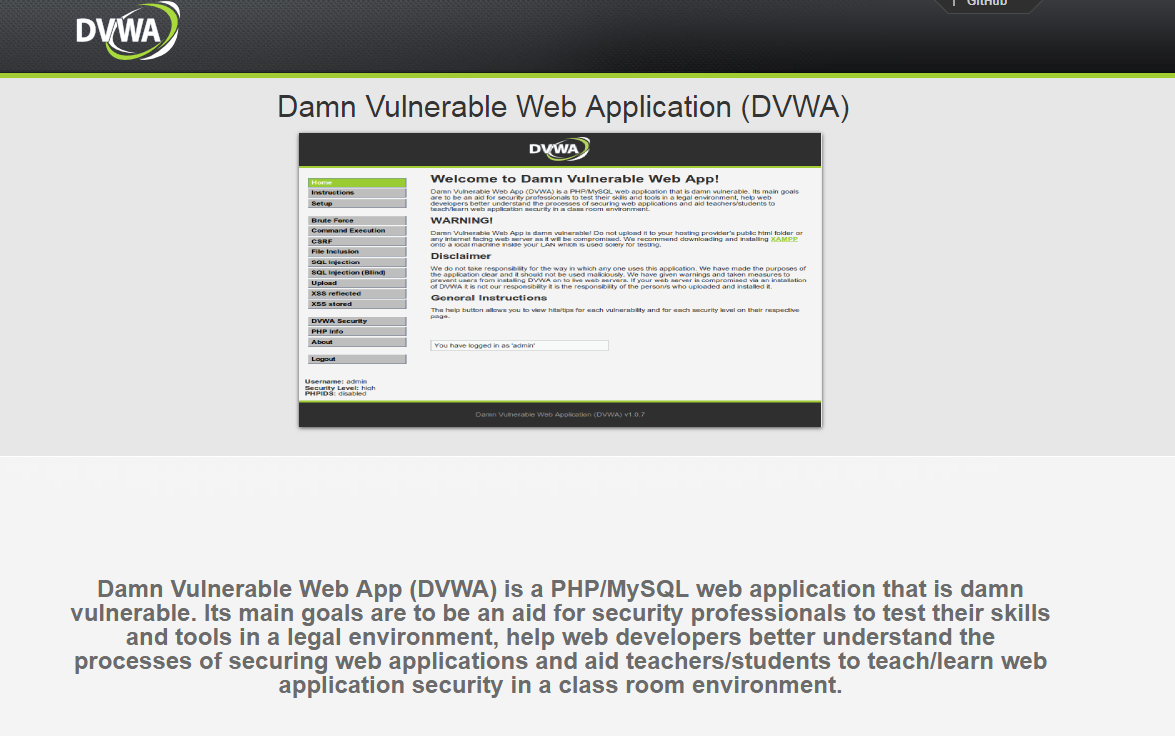 GitHub
DVWA
Damn Vulnerable Web Application (DVWA)
DVWA
Home
Instructions
Setup
Brute Force
Command Execution
CSRF
File Inclusion
SQL Injection
SQL Injection (Blind)
Upload
XSS reflected
XSS stored
DVWA Security
PHP Info
About
Logout
Username: admin
Security Level: high
PHPIDS: disabled
Welcome to Damn Vulnerable Web App!
Damn Vulnerable Web App (DVWA) is a PHP/MySQL web application that is damn vulnerable. Its main goals
are to be an aid for security professionals to test their skills and tools in a legal environment, help web
developers better understand the processes of securing web applications and aid teachers/students to
teach/learn web application security in a class room environment.
WARNING!
Damn Vulnerable Web App is damn vulnerable! Do not upload it to your hosting provider's public html folder or
any internet facing web server as it will be compromised. We recommend downloading and installing XAMPP
onto a local machine inside your LAN which is used solely for testing.
Disclaimer
We do not take responsibility for the way in which any one uses this application. We have made the purposes of
the application clear and it should not be used maliciously. We have given warnings and taken measures to
prevent users from installing DVWA on to live web servers. If your web server is compromised via an installation
of DVWA it is not our responsibility it is the responsibility of the person/s who uploaded and installed it.
General Instructions
The help button allows you to view hits/tips for each vulnerability and for each security level on their respective
page.
You have logged in as 'admin'
Damn Vulnerable Web Application (DVWA) v1.0.7
Damn Vulnerable Web App (DVWA) is a PHP/MySQL web application that is damn
vulnerable. Its main goals are to be an aid for security professionals to test their skills
and tools in a legal environment, help web developers better understand the
processes of securing web applications and aid teachers/students to teach/learn web
application security in a class room environment.